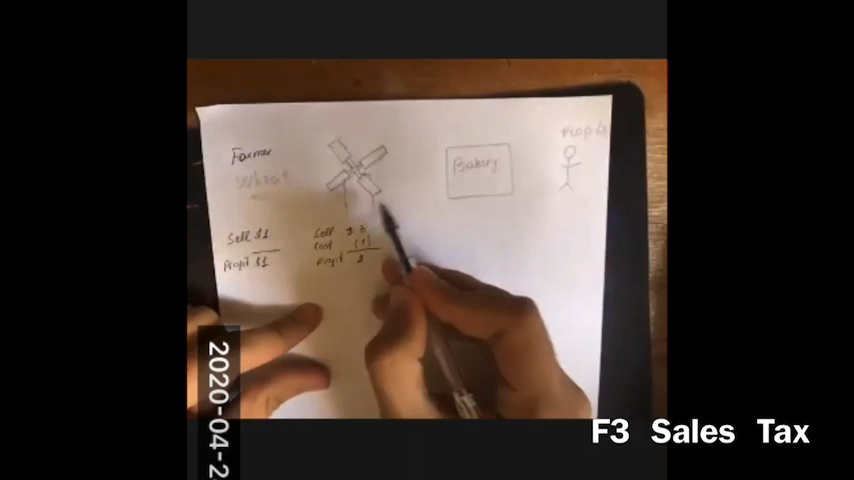 People
Farmer
Wheat
Bakery
Sell $1
Profit $1
Sell $ 3
Cost (1)
Profit 2
2020-04-2
F3 Sales Tax